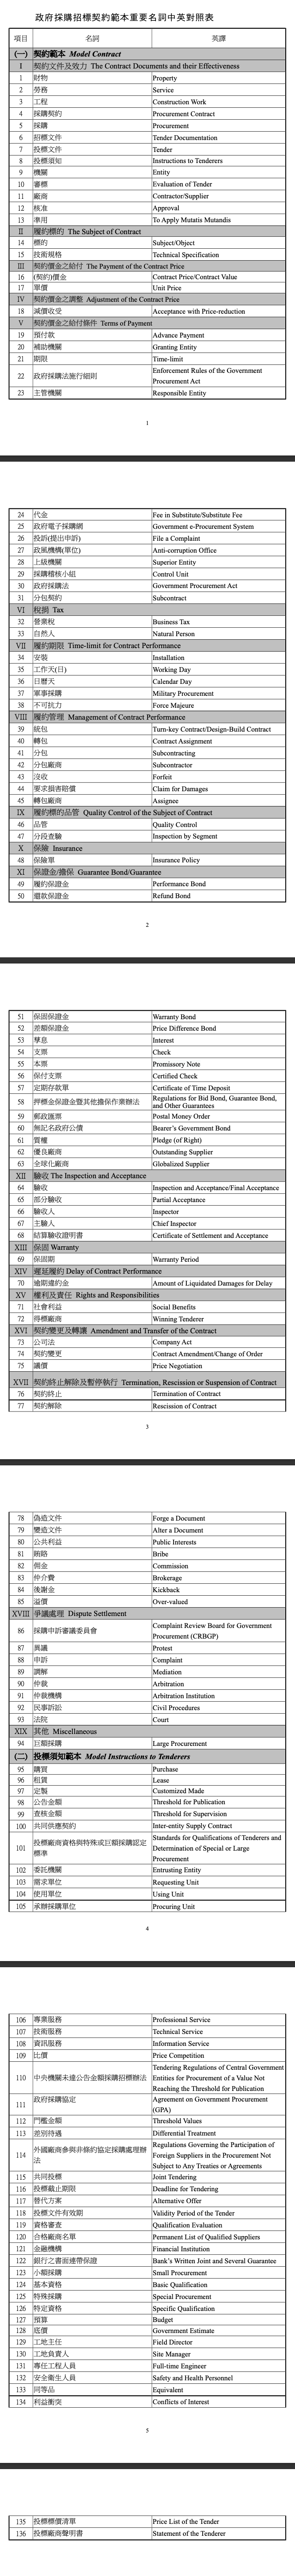 政府採購招標契約範本重要名詞中英對照表
項目 名詞 英譯
(一) 契約範本 Model Contract
I 契約文件及效力 The Contract Documents and their Effectiveness
1 財物 Property
2 勞務 Service
3 工程 Construction Work
4 採購契約 Procurement Contract
5 採購 Procurement
6 招標文件 Tender Documentation
7 投標文件 Tender
8 投標須知 Instructions to Tenderers
9 機關 Entity
10 審標 Evaluation of Tender
11 廠商 Contractor/Supplier
12 核准 Approval
13 準用 To Apply Mutatis Mutandis
II 履約標的 The Subject of Contract
14 標的 Subject/Object
15 技術規格 Technical Specification
III 契約價金之給付 The Payment of the Contract Price
16 (契約)價金 Contract Price/Contract Value
17 單價 Unit Price
IV 契約價金之調整 Adjustment of the Contract Price
18 減價收受 Acceptance with Price-reduction
V 契約價金之給付條件 Terms of Payment
19 預付款 Advance Payment
20 補助機關 Granting Entity
21 期限 Time-limit
22 政府採購法施行細則 Enforcement Rules of the Government
Procurement Act
23 主管機關 Responsible Entity
1
24 代金 Fee in Substitute/Substitute Fee
25 政府電子採購網 Government e-Procurement System
26 投訴(提出申訴) File a Complaint
27 政風機構(單位) Anti-corruption Office
28 上級機關 Superior Entity
29 採購稽核小組 Control Unit
30 政府採購法 Government Procurement Act
31 分包契約 Subcontract
VI 稅捐 Tax
32 營業稅 Business Tax
33 自然人 Natural Person
VII 履約期限 Time-limit for Contract Performance
34 安裝 Installation
35 工作天(日) Working Day
36 日曆天 Calendar Day
37 軍事採購 Military Procurement
38 不可抗力 Force Majeure
VIII 履約管理 Management of Contract Performance
39 統包 Turn-key Contract/Design-Build Contract
40 轉包 Contract Assignment
41 分包 Subcontracting
42 分包廠商 Subcontractor
43 沒收 Forfeit
44 要求損害賠償 Claim for Damages
45 轉包廠商 Assignee
IX 履約標的品管 Quality Control of the Subject of Contract
46 品管 Quality Control
47 分段查驗 Inspection by Segment
X 保險 Insurance
48 保險單 Insurance Policy
XI 保證金/擔保 Guarantee Bond/Guarantee
49 履約保證金 Performance Bond
50 還款保證金 Refund Bond
2
51 保固保證金 Warranty Bond
52 差額保證金 Price Difference Bond
53 孳息 Interest
54 支票 Check
55 本票 Promissory Note
56 保付支票 Certified Check
57 定期存款單 Certificate of Time Deposit
58 押標金保證金暨其他擔保作業辦法 Regulations for Bid Bond, Guarantee Bond,
and Other Guarantees
59 郵政匯票 Postal Money Order
60 無記名政府公債 Bearer's Government Bond
61 質權 Pledge (of Right)
62 優良廠商 Outstanding Supplier
63 全球化廠商 Globalized Supplier
XII 驗收 The Inspection and Acceptance
64 驗收 Inspection and Acceptance/Final Acceptance
65 部分驗收 Partial Acceptance
66 驗收人 Inspector
67 主驗人 Chief Inspector
68 結算驗收證明書 Certificate of Settlement and Acceptance
XIII 保固 Warranty
69 保固期 Warranty Period
XIV 遲延履約 Delay of Contract Performance
70 逾期違約金 Amount of Liquidated Damages for Delay
XV 權利及責任 Rights and Responsibilities
71 社會利益 Social Benefits
72 得標廠商 Winning Tenderer
XVI 契約變更及轉讓 Amendment and Transfer of the Contract
73 公司法 Company Act
74 契約變更 Contract Amendment/Change of Order
75 議價 Price Negotiation
XVII 契約終止解除及暫停執行 Termination, Rescission or Suspension of Contract
76 契約終止 Termination of Contract
77 契約解除 Rescission of Contract
3
78 偽造文件 Forge a Document
79 變造文件 Alter a Document
80 公共利益 Public Interests
81 賄賂 Bribe
82 佣金 Commission
83 仲介費 Brokerage
84 後謝金 Kickback
85 溢價 Over-valued
XVIII 爭議處理 Dispute Settlement
86 採購申訴審議委員會 Complaint Review Board for Government
Procurement (CRBGP)
87 異議 Protest
88 申訴 Complaint
89 調解 Mediation
90 仲裁 Arbitration
91 仲裁機構 Arbitration Institution
92 民事訴訟 Civil Procedures
93 法院 Court
XIX 其他 Miscellaneous
94 巨額採購 Large Procurement
(二) 投標須知範本 Model Instructions to Tenderers
95 購買 Purchase
96 租賃 Lease
97 定製 Customized Made
98 公告金額 Threshold for Publication
99 查核金額 Threshold for Supervision
100 共同供應契約 Inter-entity Supply Contract
101 投標廠商資格與特殊或巨額採購認定
標準 Standards for Qualifications of Tenderers and
Determination of Special or Large
Procurement
102 委託機關 Entrusting Entity
103 需求單位 Requesting Unit
104 使用單位 Using Unit
105 承辦採購單位 Procuring Unit
4
106 專業服務 Professional Service
107 技術服務 Technical Service
108 資訊服務 Information Service
109 比價 Price Competition
110 中央機關未達公告金額採購招標辦法 Tendering Regulations of Central Government
Entities for Procurement of a Value Not
Reaching the Threshold for Publication
111 政府採購協定 Agreement on Government Procurement
(GPA)
112 門檻金額 Threshold Values
113 差別待遇 Differential Treatment
114 外國廠商參與非條約協定採購處理辦
法 Regulations Governing the Participation of
Foreign Suppliers in the Procurement Not
Subject to Any Treaties or Agreements
115 共同投標 Joint Tendering
116 投標截止期限 Deadline for Tendering
117 替代方案 Alternative Offer
118 投標文件有效期 Validity Period of the Tender
119 資格審查 Qualification Evaluation
120 合格廠商名單 Permanent List of Qualified Suppliers
121 金融機構 Financial Institution
122 銀行之書面連帶保證 Bank's Written Joint and Several Guarantee
123 小額採購 Small Procurement
124 基本資格 Basic Qualification
125 特殊採購 Special Procurement
126 特定資格 Specific Qualification
127 預算 Budget
128 底價 Government Estimate
129 工地主任 Field Director
130 工地負責人 Site Manager
131 專任工程人員 Full-time Engineer
132 安全衛生人員 Safety and Health Personnel
133 同等品 Equivalent
134 利益衝突 Conflicts of Interest
5
135 投標標價清單 Price List of the Tender
136 投標廠商聲明書 Statement of the Tenderer